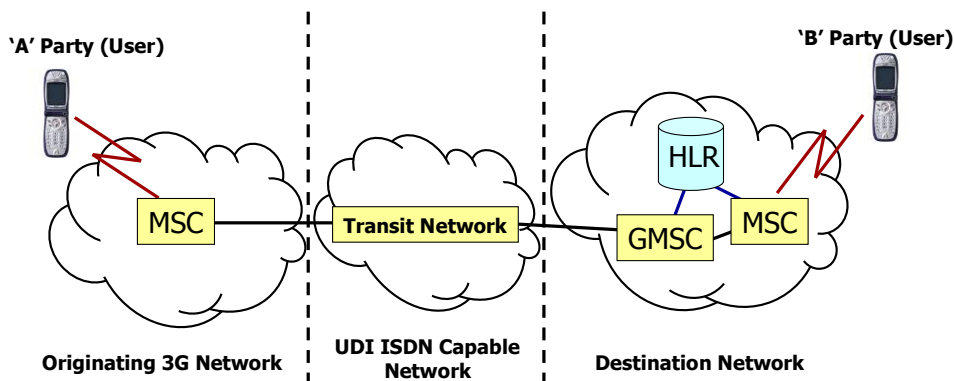 ‘A’ Party (User)
‘B’ Party (User)
HLR
MSC
Transit Network
GMSC
MSC
Originating 3G Network
UDI ISDN Capable
Network
Destination Network